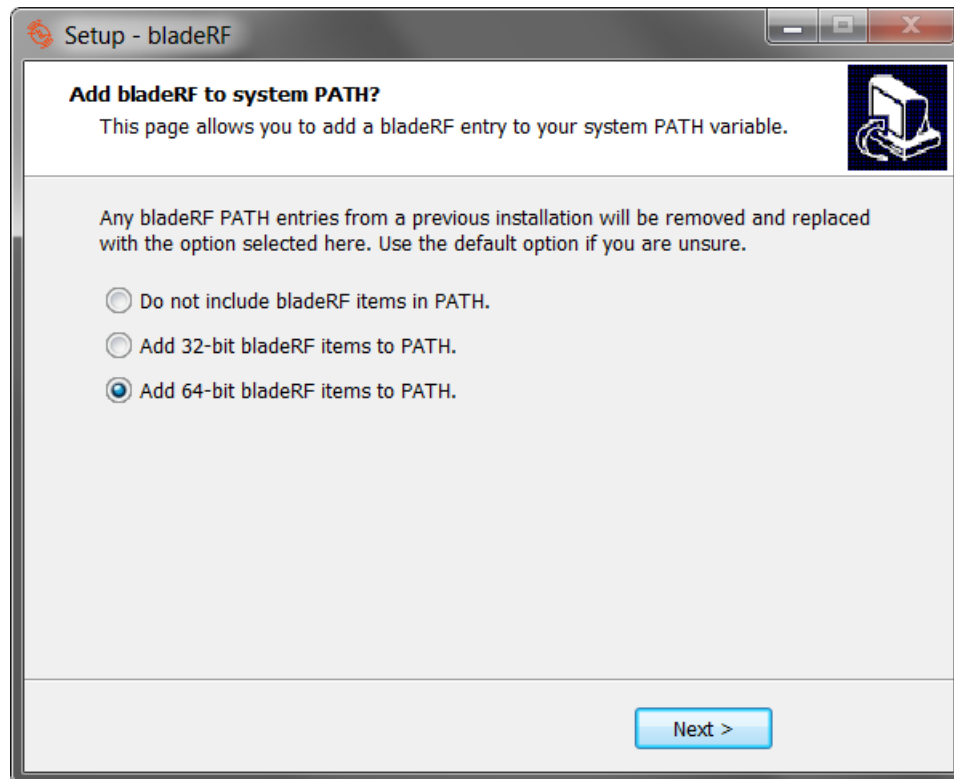 Setup - bladeRF
Add bladeRF to system PATH?
This page allows you to add a bladeRF entry to your system PATH variable.
Any bladeRF PATH entries from a previous installation will be removed and replaced
with the option selected here. Use the default option if you are unsure.
Do not include bladeRF items in PATH.
Add 32-bit bladeRF items to PATH.
Add 64-bit bladeRF items to PATH.
Next >